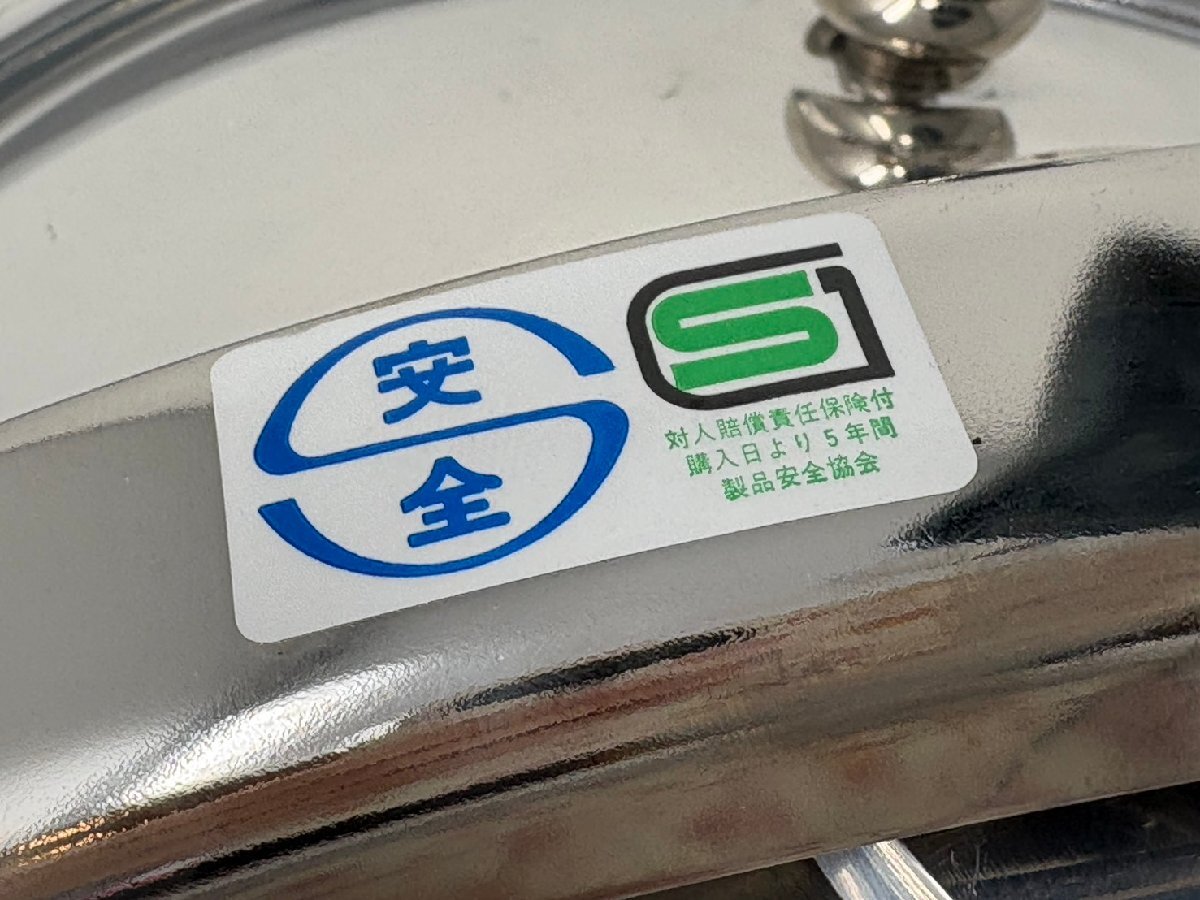 安
全
SG
対人賠償責任保険付
購入日より5年間
製品安全協会